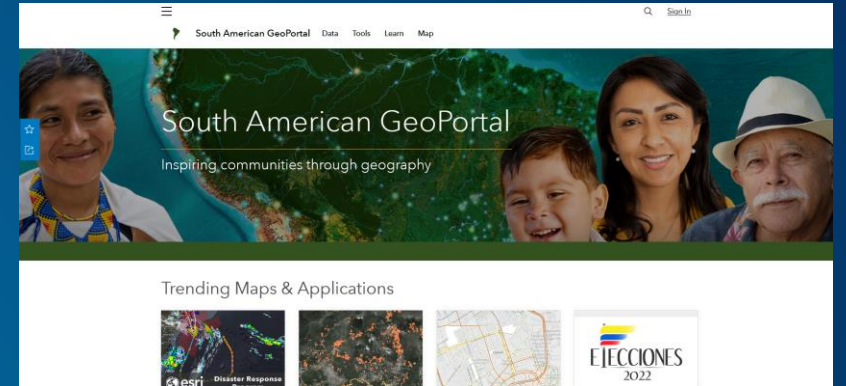 Sign In
South American GeoPortal Data Tools Learn Map
South American GeoPortal
Inspiring communities through geography
Trending Maps & Applications
esri Disaster Response
ELECCIONES
2022